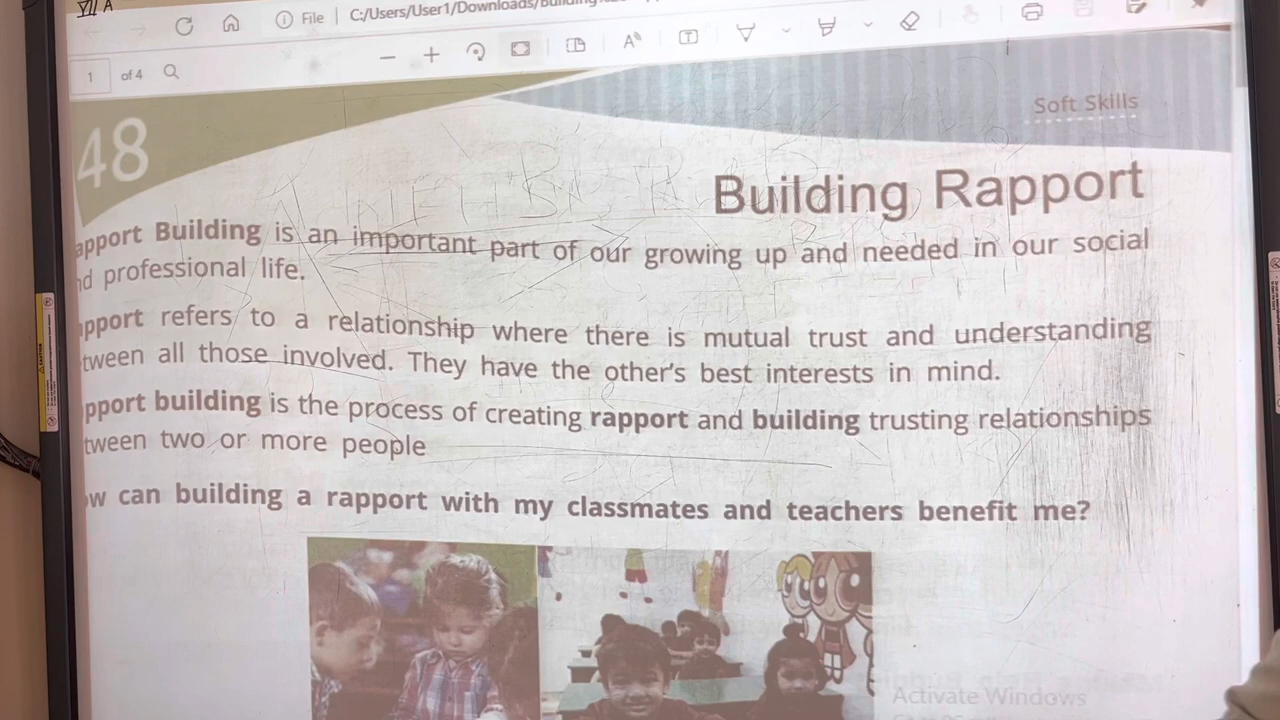 VII A
File | C:/Users/User1/Downloads/Building
1 of 4
48
Soft Skills
Building Rapport
apport Building is an important part of our growing up and needed in our social
nd professional life.
pport refers to a relationship where there is mutual trust and understanding
tween all those involved. They have the other's best interests in mind.
pport building is the process of creating rapport and building trusting relationships
tween two or more people
ow can building a rapport with my classmates and teachers benefit me?
Activate Windows